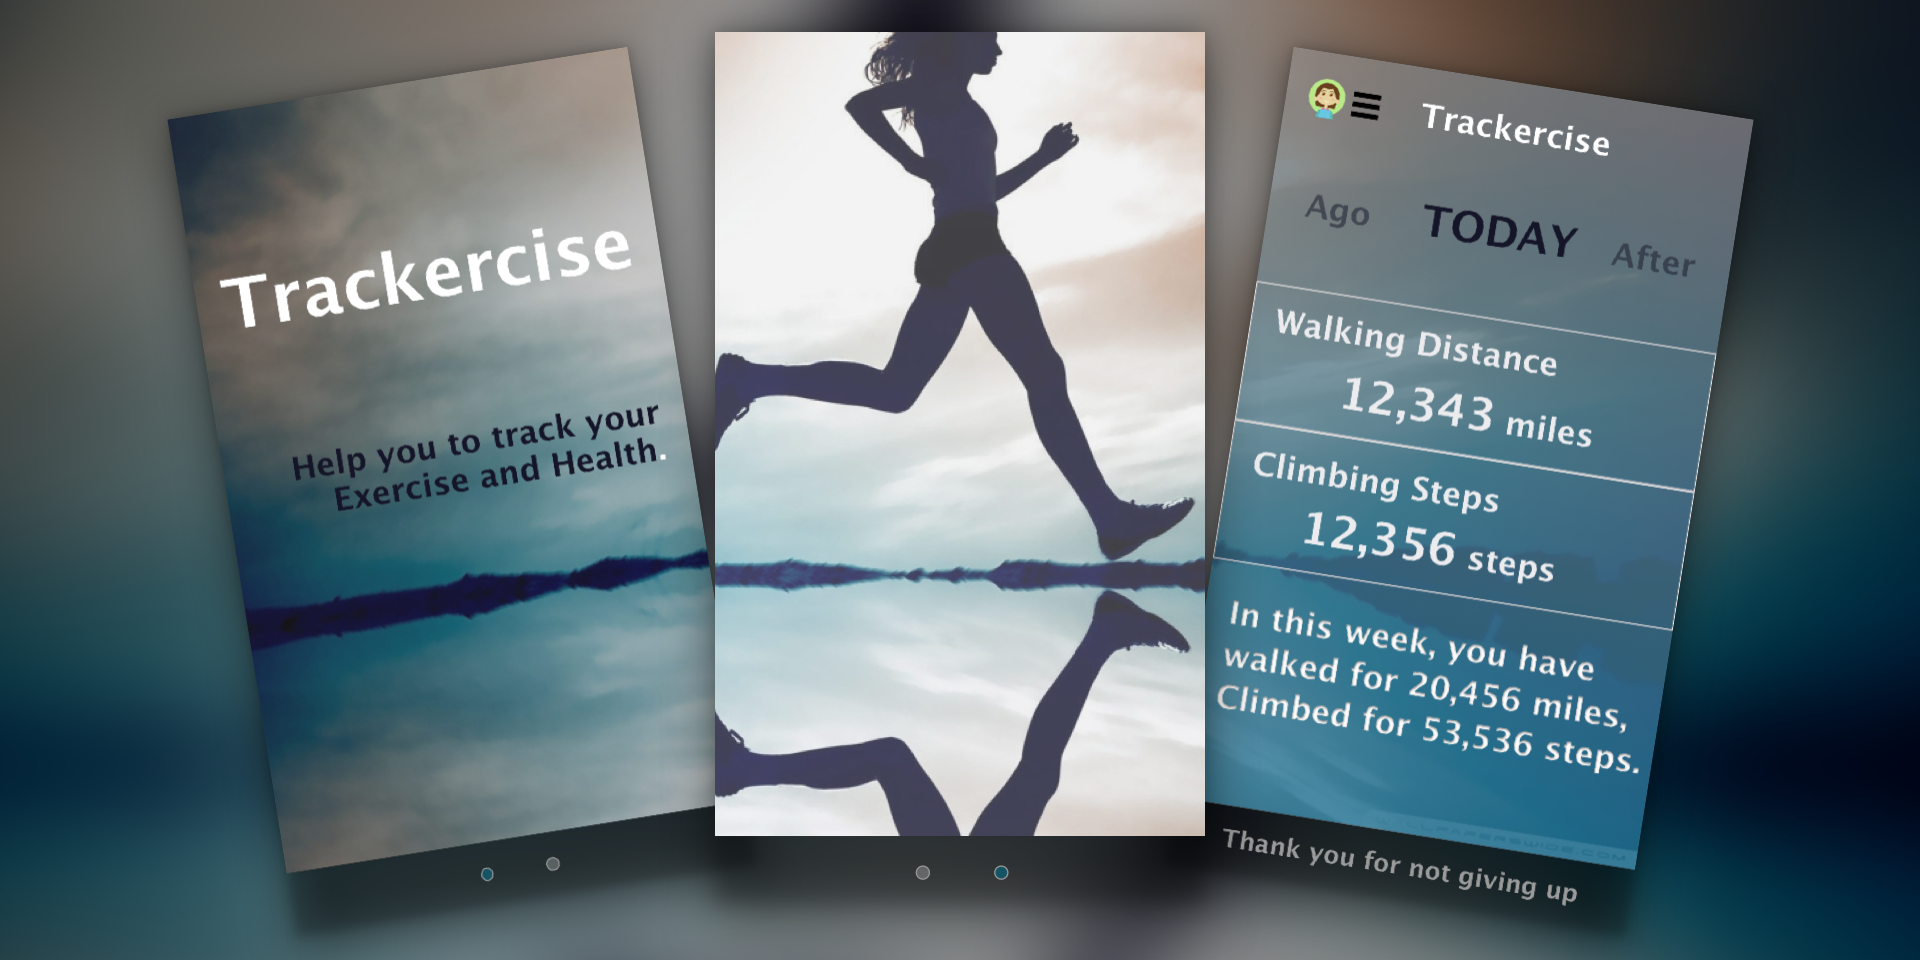 Trackercise
Help you to track your
Exercise and Health.
Trackercise
Ago TODAY After
Walking Distance
12,343 miles
Climbing Steps
12,356 steps
In this week, you have
walked for 20,456 miles,
Climbed for 53,536 steps.
Thank you for not giving up